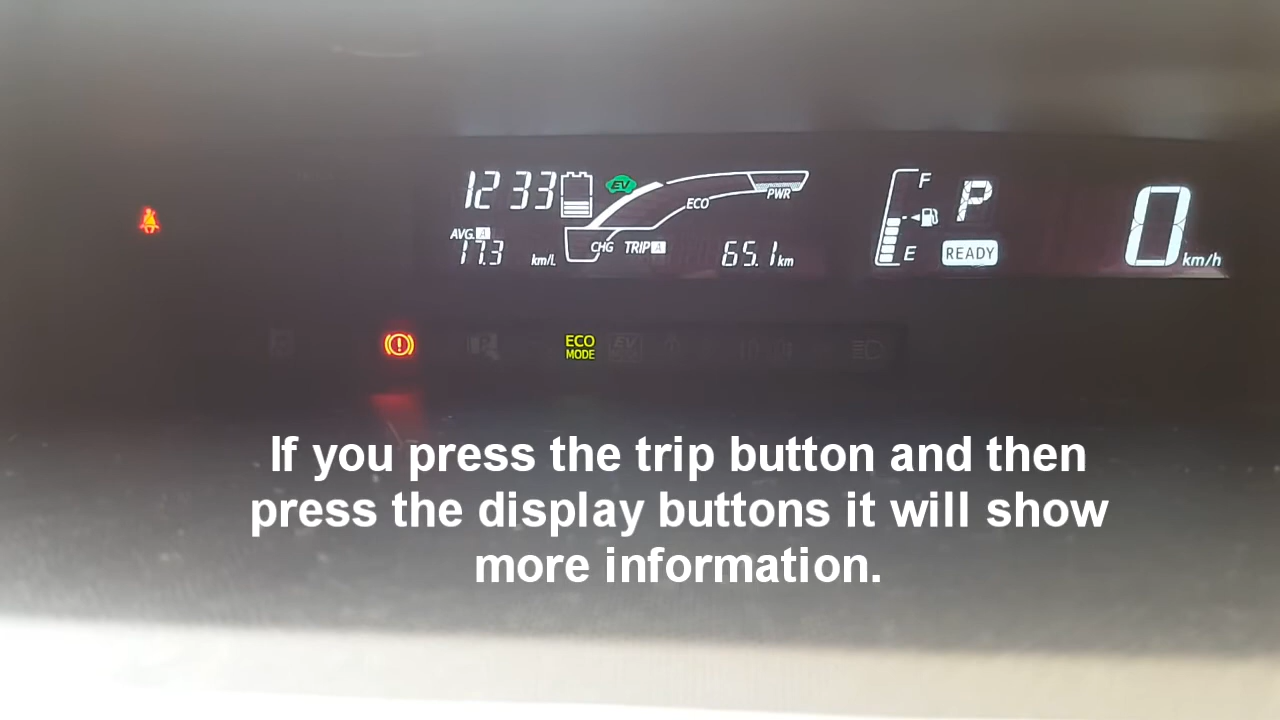 12 33
EV
PWR
ECO
AVG. A
17.3 km/L
CHG TRIP A
65.1 km
F
E
P
READY
0 km/h
ECO
MODE
EV
If you press the trip button and then
press the display buttons it will show
more information.